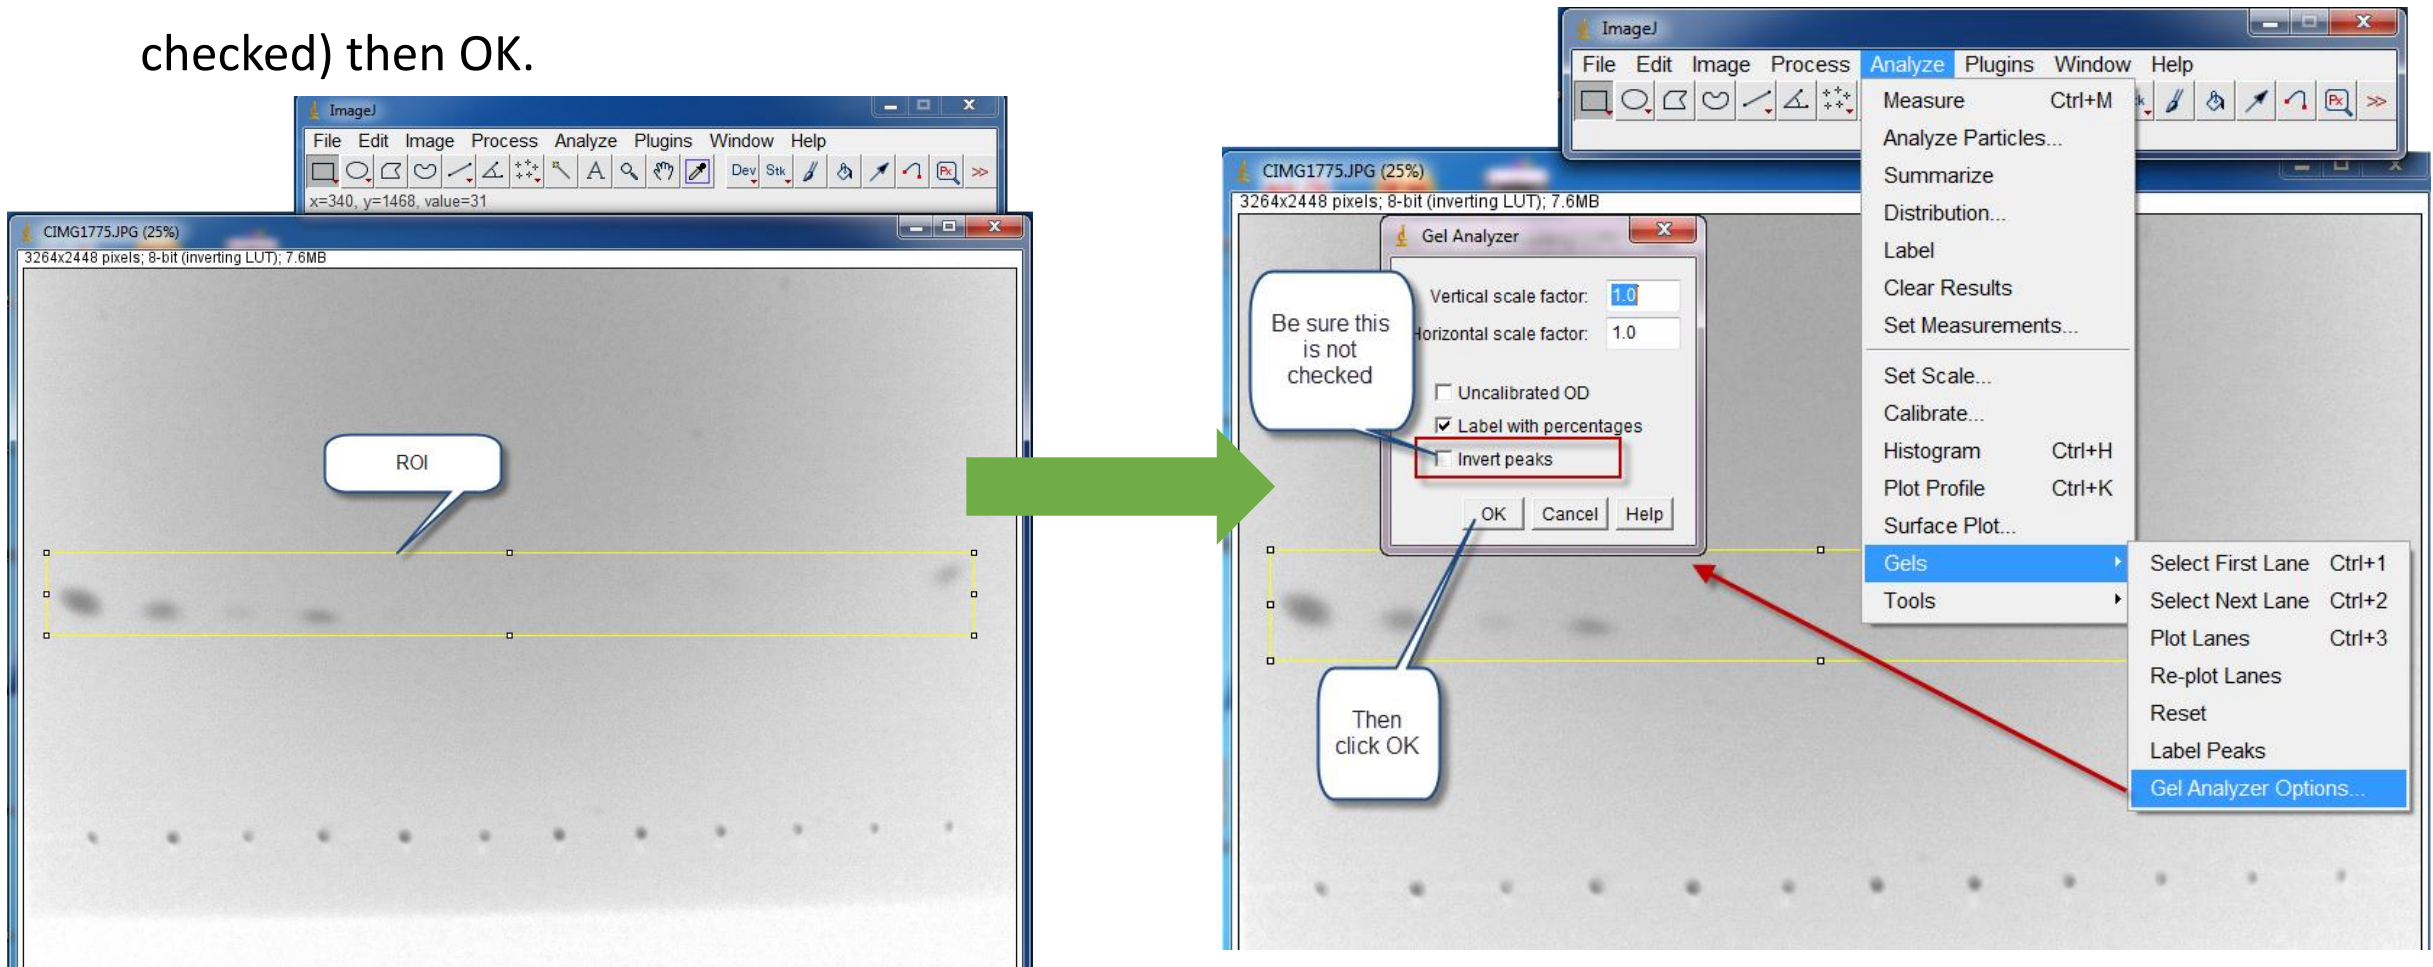 checked) then OK.
ImageJ
File Edit Image Process Analyze Plugins Window Help
A Dev Stk Px >>
x=340, y=1468, value=31
CIMG1775.JPG (25%)
3264x2448 pixels; 8-bit (inverting LUT); 7.6MB
ROI
ImageJ
File Edit Image Process Analyze Plugins Window Help
Px >>
Measure Ctrl+M
Analyze Particles...
Summarize
Distribution...
Label
Clear Results
Set Measurements...
Set Scale...
Calibrate...
Histogram Ctrl+H
Plot Profile Ctrl+K
Surface Plot...
Gels
Tools
Select First Lane Ctrl+1
Select Next Lane Ctrl+2
Plot Lanes Ctrl+3
Re-plot Lanes
Reset
Label Peaks
Gel Analyzer Options...
CIMG1775.JPG (25%)
3264x2448 pixels; 8-bit (inverting LUT); 7.6MB
Gel Analyzer
Vertical scale factor: 1.0
Horizontal scale factor: 1.0
Uncalibrated OD
Label with percentages
Invert peaks
OK Cancel Help
Be sure this
is not
checked
Then
click OK